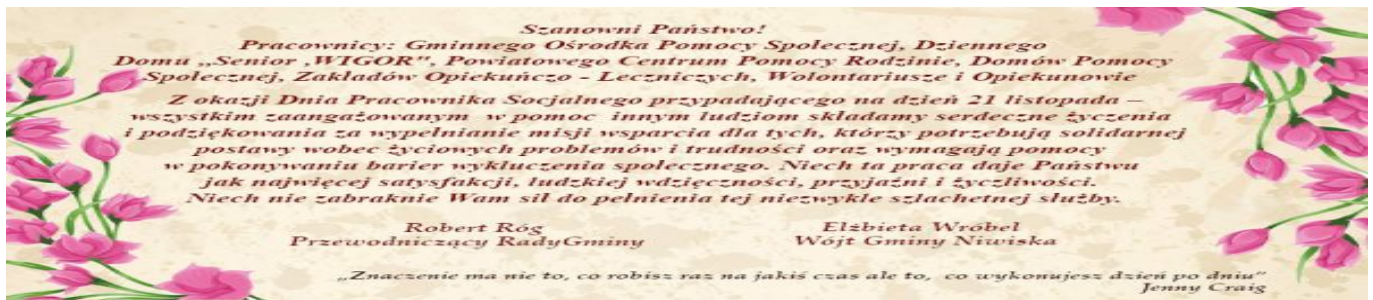 Szanowni Państwo!
Pracownicy: Gminnego Ośrodka Pomocy Społecznej, Dziennego
Domu „Senior ,WIGOR", Powiatowego Centrum Pomocy Rodzinie, Domów Pomocy
Społecznej, Zakładów Opiekuńczo - Leczniczych, Wolontariusze i Opiekunowie
Z okazji Dnia Pracownika Socjalnego przypadającego na dzień 21 listopada –
wszystkim zaangażowanym w pomoc innym ludziom składamy serdeczne życzenia
i podziękowania za wypełnianie misji wsparcia dla tych, którzy potrzebują solidarnej
postawy wobec życiowych problemów i trudności oraz wymagają pomocy
w pokonywaniu barier wykluczenia społecznego. Niech ta praca daje Państwu
jak najwięcej satysfakcji, ludzkiej wdzięczności, przyjaźni i życzliwości.
Niech nie zabraknie Wam sił do pełnienia tej niezwykle szlachetnej służby.
Robert Róg
Przewodniczący RadyGminy
Elżbieta Wróbel
Wójt Gminy Niwiska
„Znaczenie ma nie to, co robisz raz na jakiś czas ale to, co wykonujesz dzień po dniu"
Jenny Craig